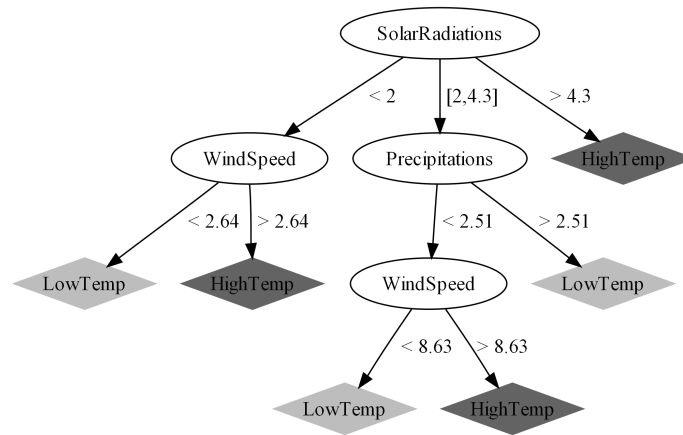 SolarRadiations
< 2
[2,4.3]
> 4.3
WindSpeed
Precipitations
HighTemp
< 2.64
> 2.64
< 2.51
> 2.51
LowTemp
HighTemp
WindSpeed
LowTemp
< 8.63
> 8.63
LowTemp
HighTemp